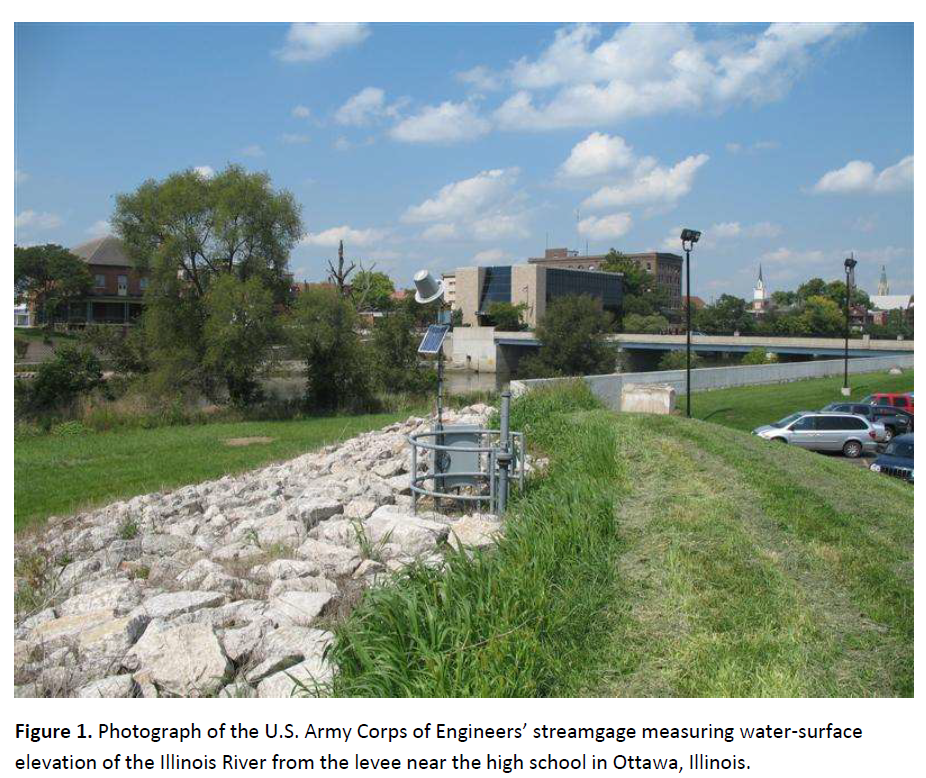 Figure 1. Photograph of the U.S. Army Corps of Engineers’ streamgage measuring water-surface
elevation of the Illinois River from the levee near the high school in Ottawa, Illinois.